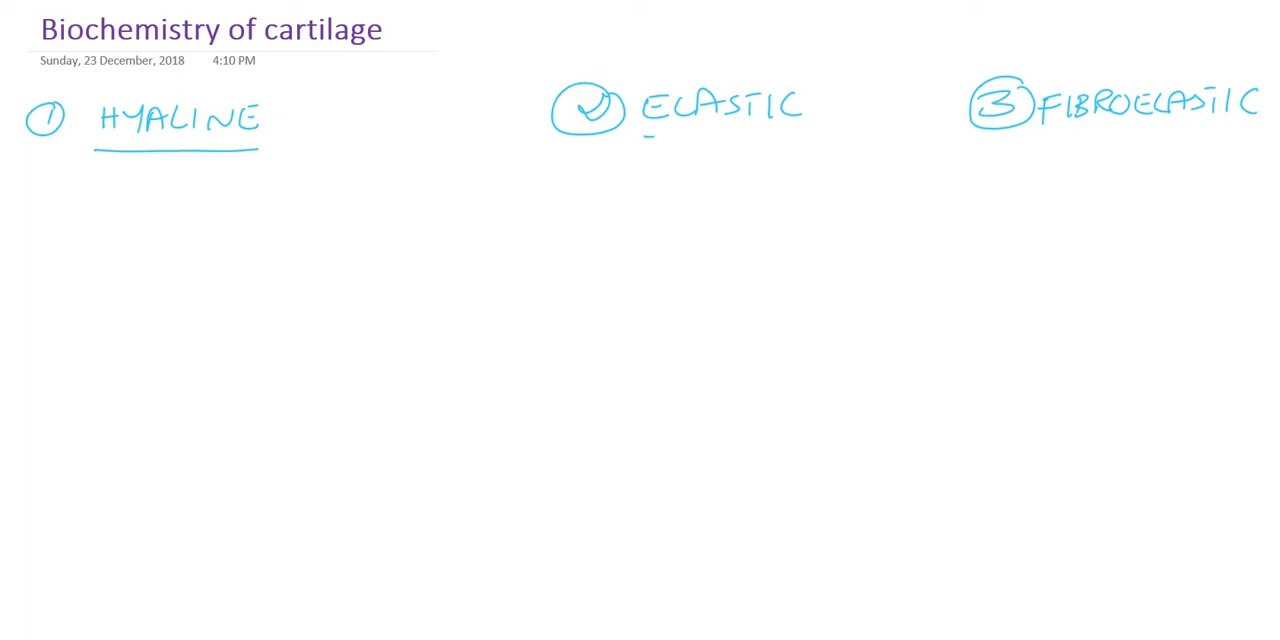 Biochemistry of cartilage
Sunday, 23 December, 2018 4:10 PM
① HYALINE
② ELASTIC
③ FIBROELASTIC